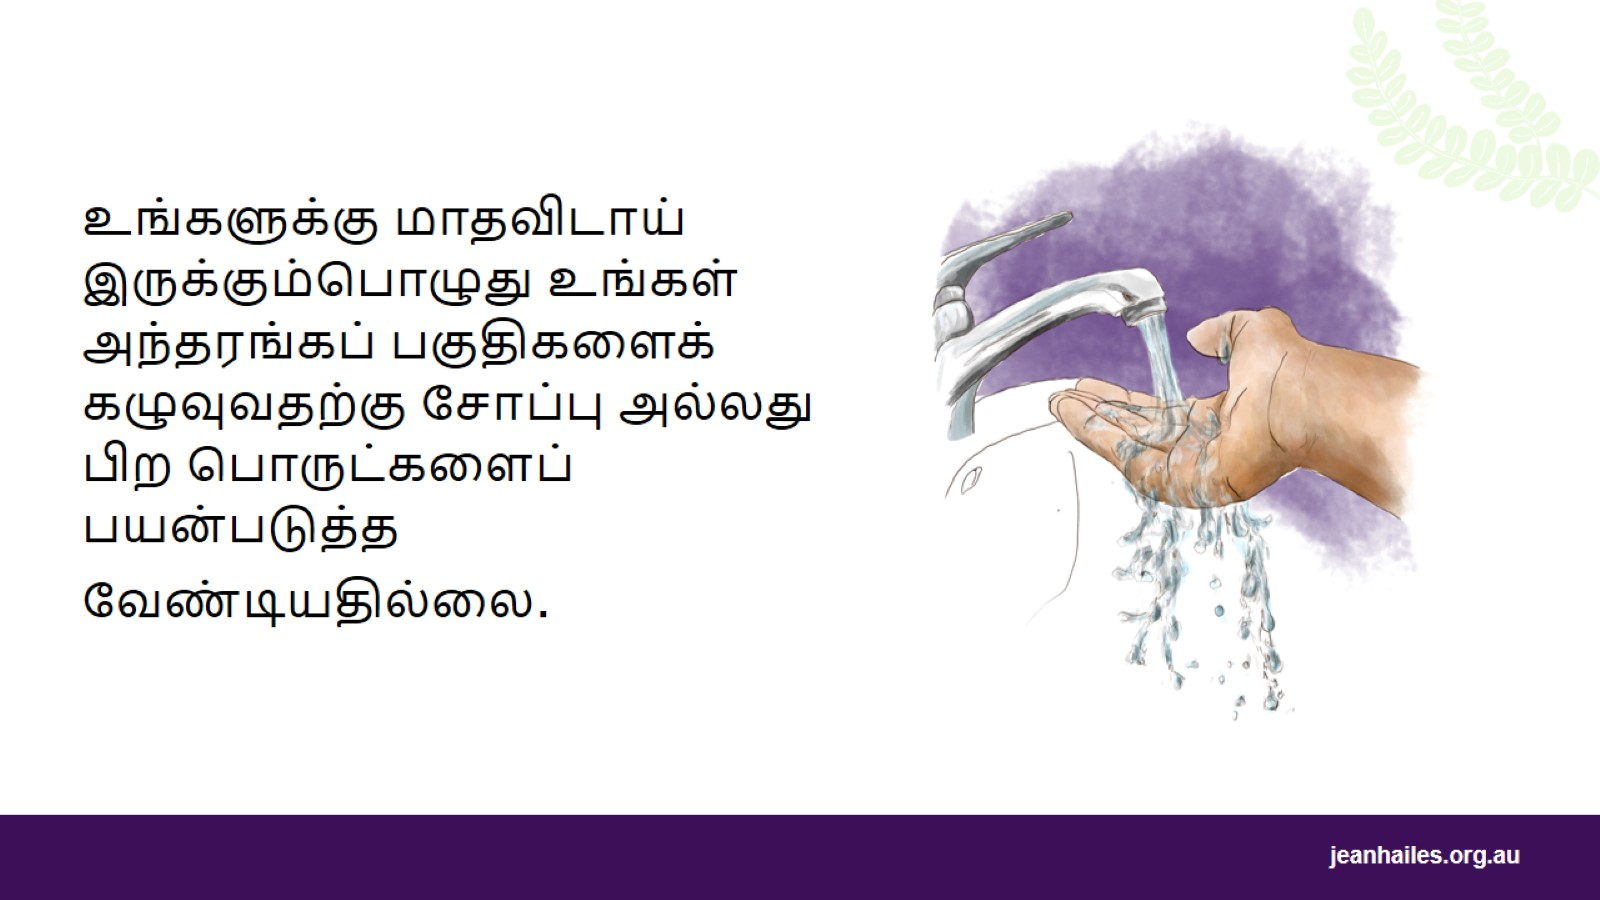 உங்களுக்கு மாதவிடாய்
இருக்கும்பொழுது உங்கள்
அந்தரங்கப் பகுதிகளைக்
கழுவுவதற்கு சோப்பு அல்லது
பிற பொருட்களைப்
பயன்படுத்த
வேண்டியதில்லை.
jeanhailes.org.au